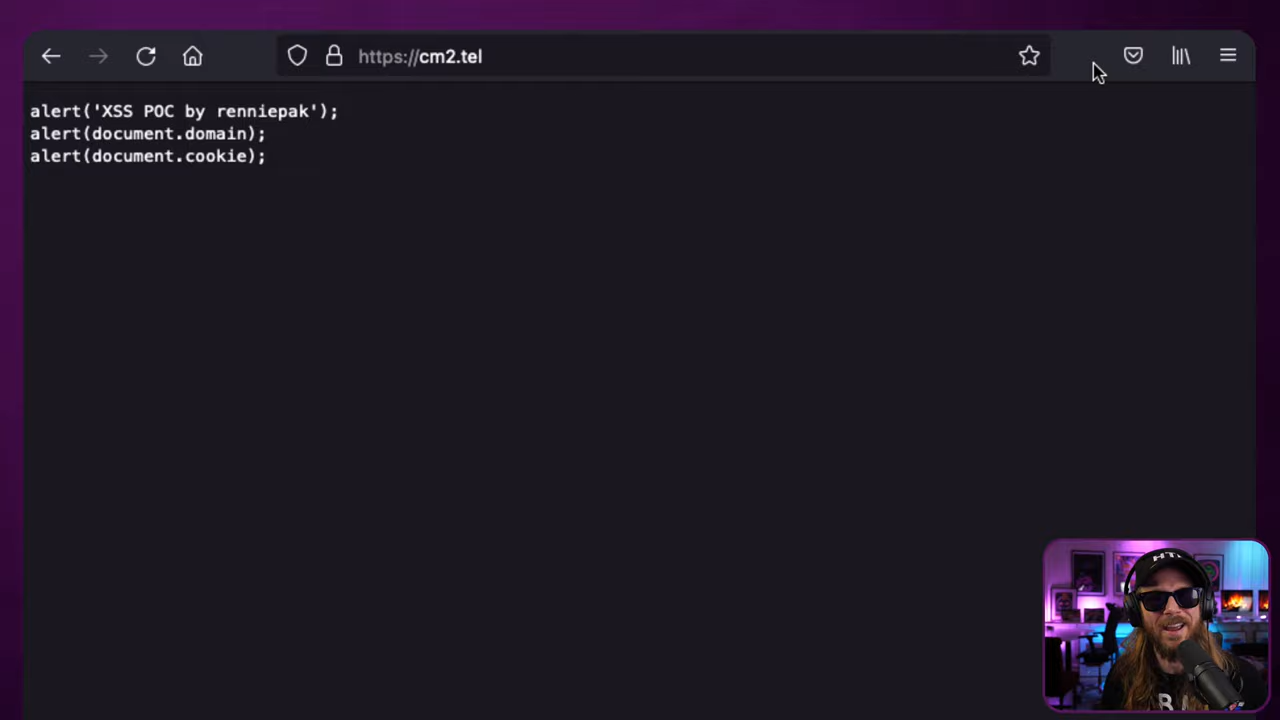 https://cm2.tel
alert('XSS POC by renniepak');
alert(document.domain);
alert(document.cookie);